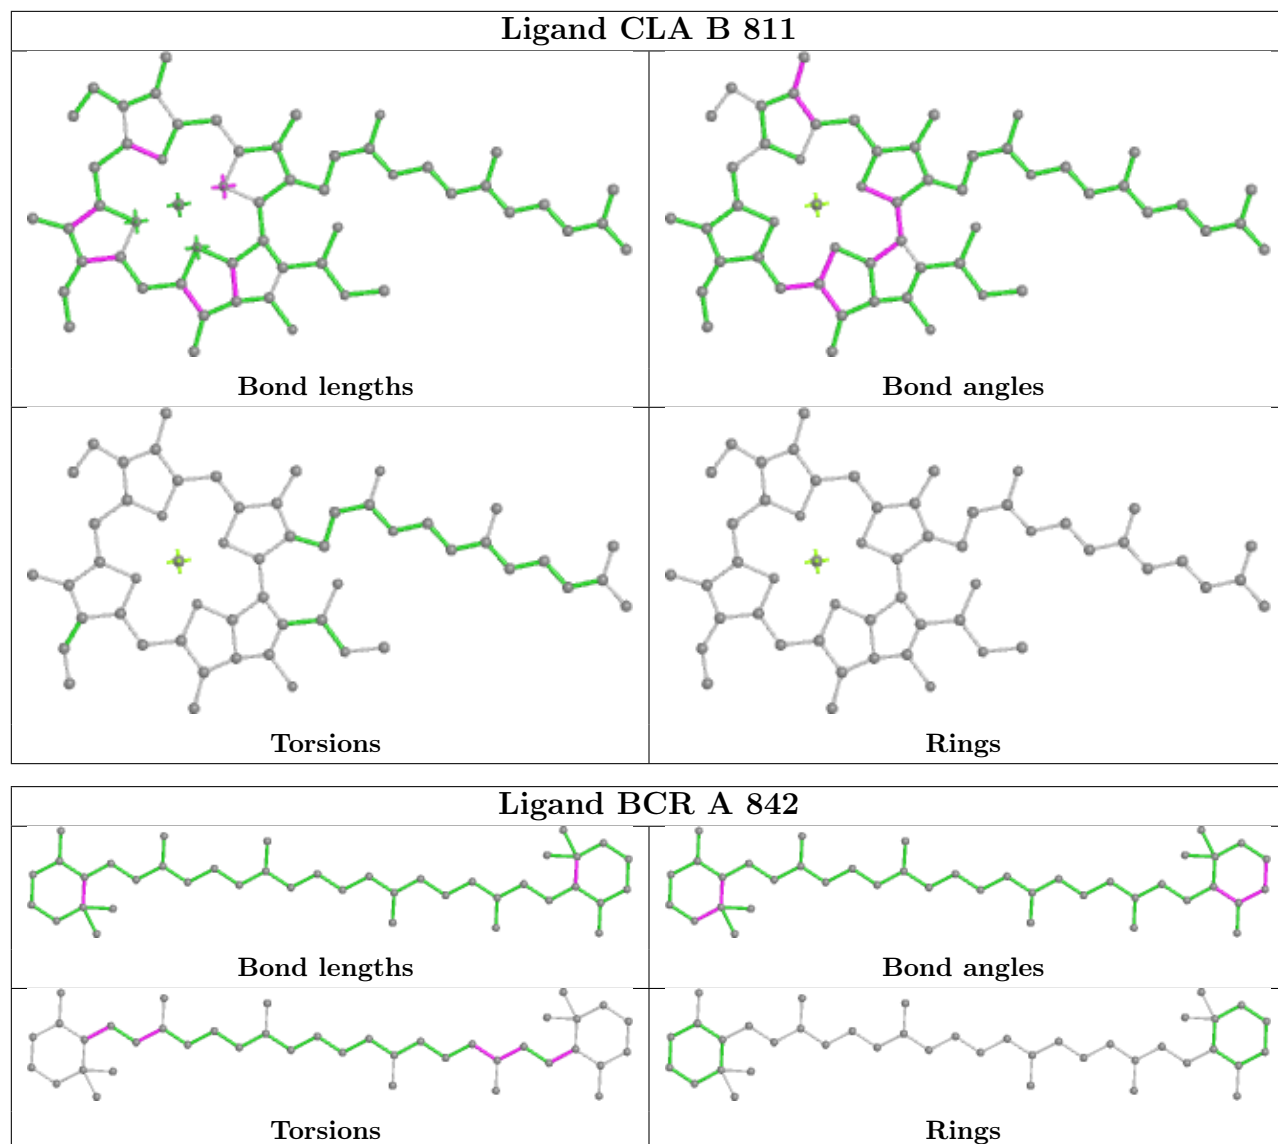 Ligand CLA B 811
Bond lengths
Bond angles
Torsions
Rings
Ligand BCR A 842
Bond lengths
Bond angles
Torsions
Rings